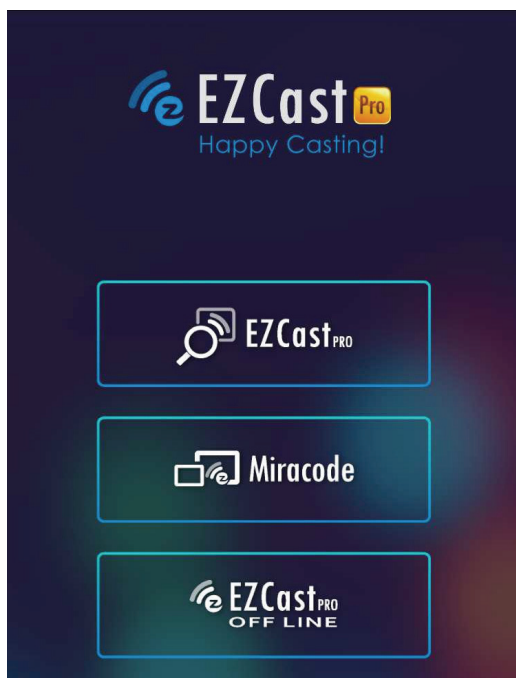 EZCast Pro
Happy Casting!
EZCast PRO
Miracode
EZCast PRO
OFF LINE